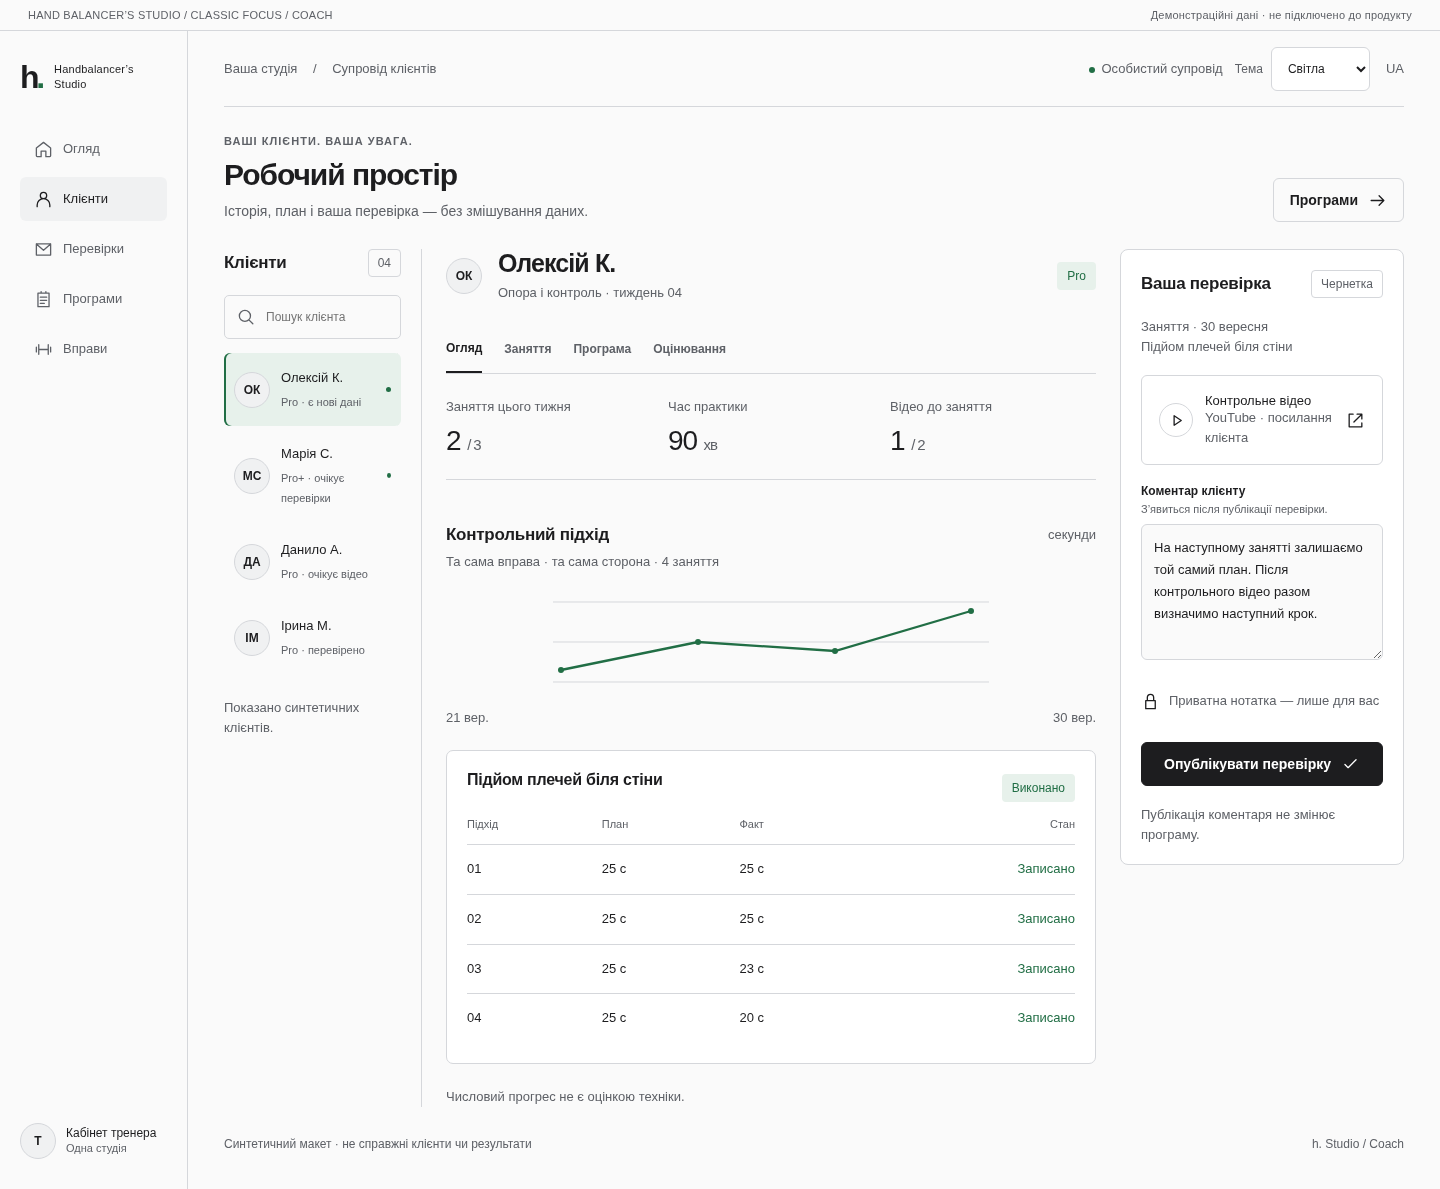 HAND BALANCER’S STUDIO / CLASSIC FOCUS / COACH
Демонстраційні дані · не підключено до продукту
h.
Handbalancer’s
Studio
Огляд
Клієнти
Перевірки
Програми
Вправи
Кабінет тренера
Одна студія
T
Ваша студія / Супровід клієнтів
Особистий супровід
Тема
Світла
UA
ВАШІ КЛІЄНТИ. ВАША УВАГА.
Робочий простір
Історія, план і ваша перевірка — без змішування даних.
Програми
Клієнти
04
Пошук клієнта
ОК
Олексій К.
Pro · є нові дані
МС
Марія С.
Pro+ · очікує
перевірки
ДА
Данило А.
Pro · очікує відео
ІМ
Ірина М.
Pro · перевірено
Показано синтетичних
клієнтів.
ОК
Олексій К.
Опора і контроль · тиждень 04
Pro
Огляд
Заняття
Програма
Оцінювання
Заняття цього тижня
2 / 3
Час практики
90 хв
Відео до заняття
1 / 2
Контрольний підхід
секунди
Та сама вправа · та сама сторона · 4 заняття
21 вер.
30 вер.
Підйом плечей біля стіни
Виконано
Підхід План Факт Стан
01 25 с 25 с Записано
02 25 с 25 с Записано
03 25 с 23 с Записано
04 25 с 20 с Записано
Числовий прогрес не є оцінкою техніки.
Ваша перевірка
Чернетка
Заняття · 30 вересня
Підйом плечей біля стіни
Контрольне відео
YouTube · посилання
клієнта
Коментар клієнту
З’явиться після публікації перевірки.
На наступному занятті залишаємо
той самий план. Після
контрольного відео разом
визначимо наступний крок.
Приватна нотатка — лише для вас
Опублікувати перевірку
Публікація коментаря не змінює
програму.
Синтетичний макет · не справжні клієнти чи результати
h. Studio / Coach